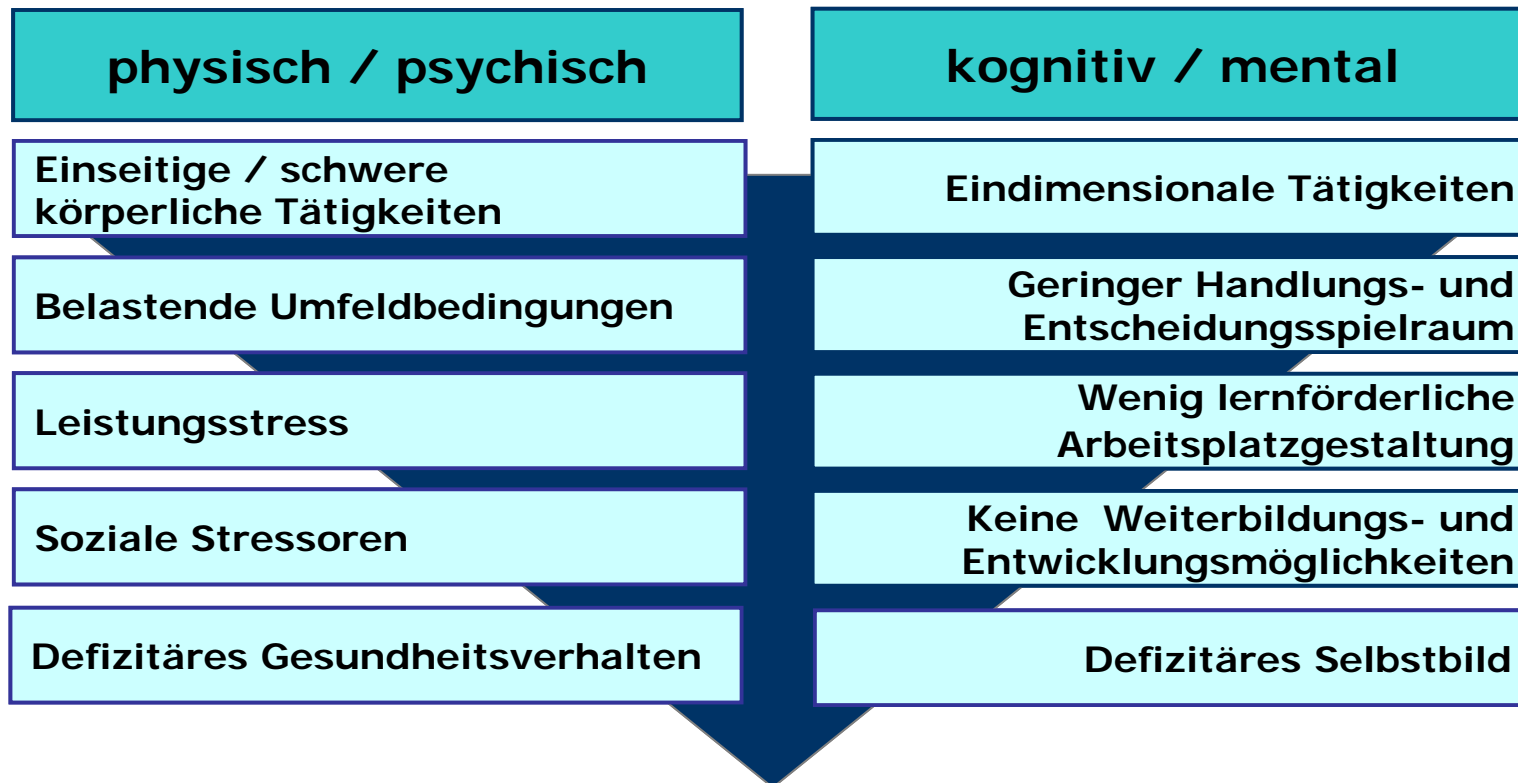 physisch / psychisch
Einseitige / schwere
körperliche Tätigkeiten
Belastende Umfeldbedingungen
Leistungsstress
Soziale Stressoren
Defizitäres Gesundheitsverhalten
kognitiv / mental
Eindimensionale Tätigkeiten
Geringer Handlungs- und
Entscheidungsspielraum
Wenig lernförderliche
Arbeitsplatzgestaltung
Keine Weiterbildungs- und
Entwicklungsmöglichkeiten
Defizitäres Selbstbild